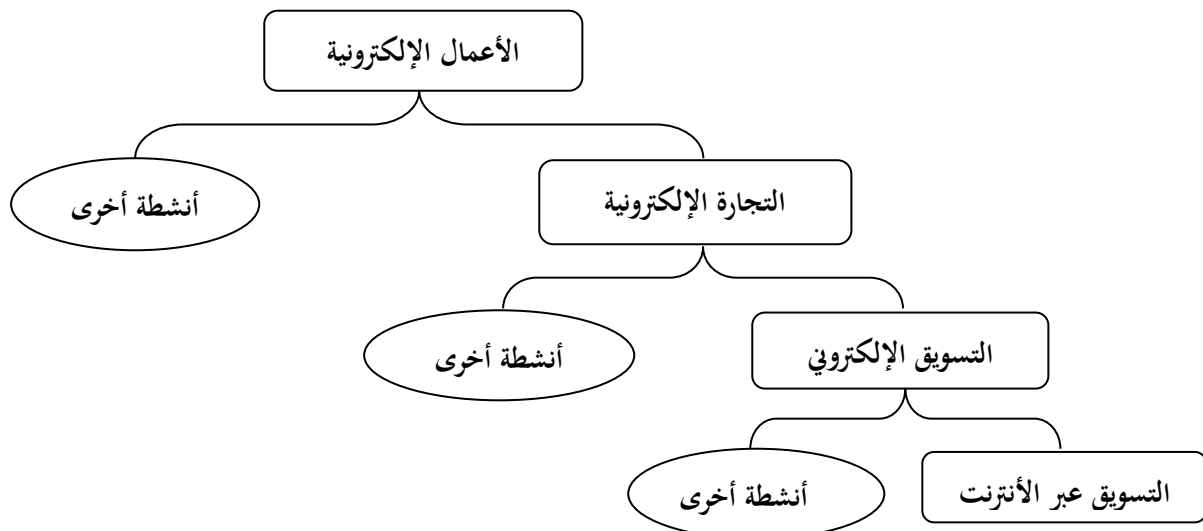 الأعمال الإلكترونية
أنشطة أخرى
التجارة الإلكترونية
أنشطة أخرى
التسويق الإلكتروني
أنشطة أخرى
التسويق عبر الأنترنت